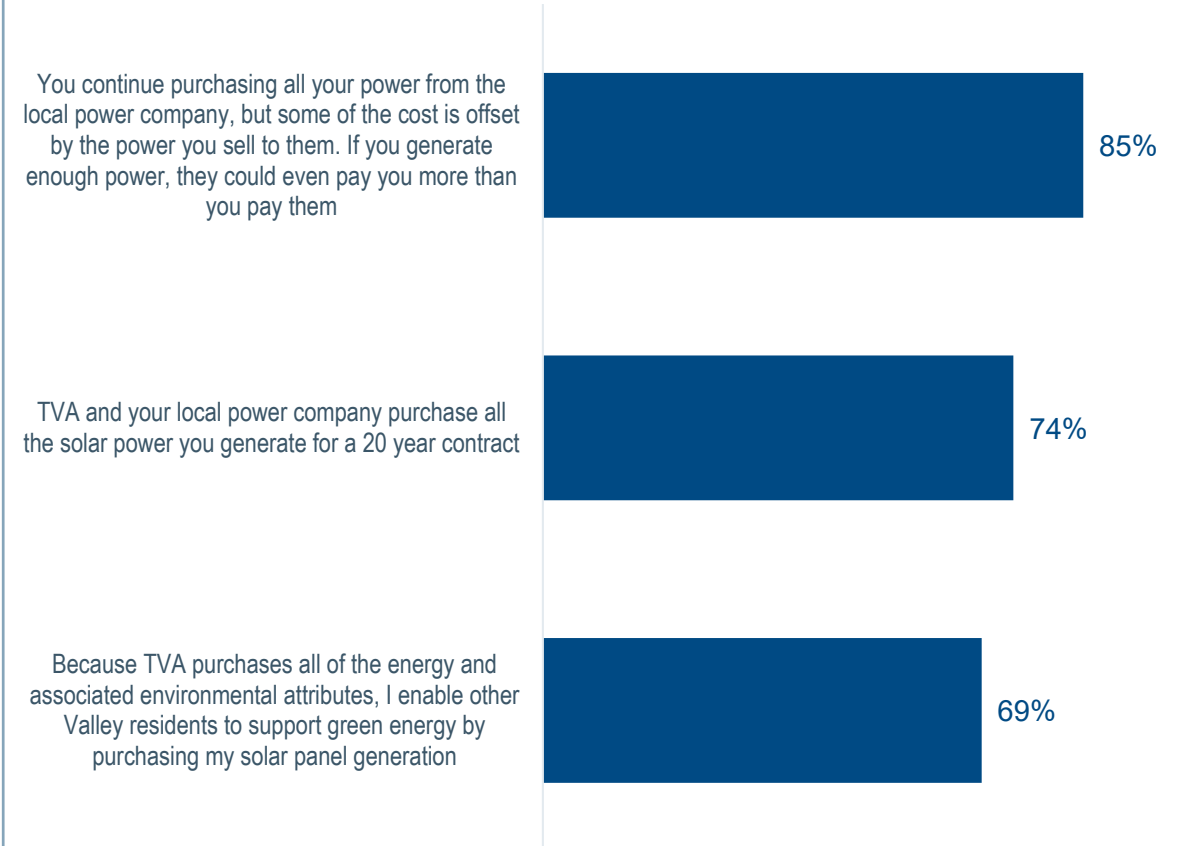 You continue purchasing all your power from the
local power company, but some of the cost is offset
by the power you sell to them. If you generate
enough power, they could even pay you more than
you pay them
85%
TVA and your local power company purchase all
the solar power you generate for a 20 year contract
74%
Because TVA purchases all of the energy and
associated environmental attributes, I enable other
Valley residents to support green energy by
purchasing my solar panel generation
69%